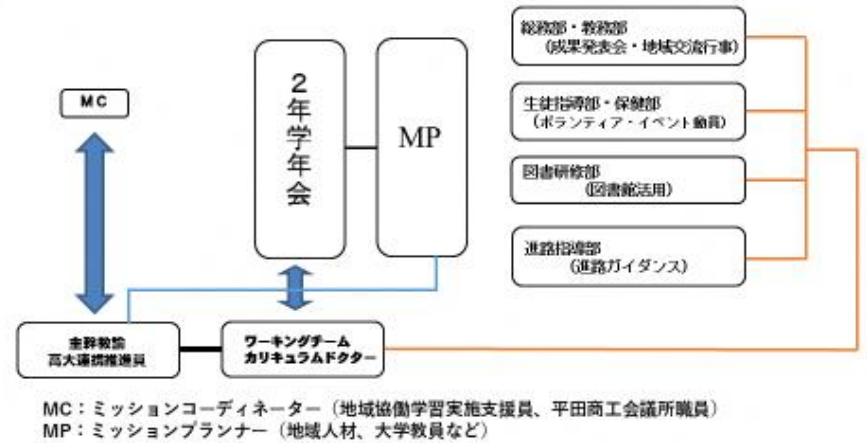 総務部・教務部
(成果発表会・地域交流行事)
MC
2年学年会
MP
生徒指導部・保健部
(ボランティア・イベント動員)
図書研修部
(図書館活用)
進路指導部
(進路ガイダンス)
主幹教諭
高大連携推進員
ワーキングチーム
カリキュラムドクター
MC:ミッションコーディネーター(地域協働学習実施支援員、平田商工会議所職員)
MP:ミッションプランナー(地域人材、大学教員など)